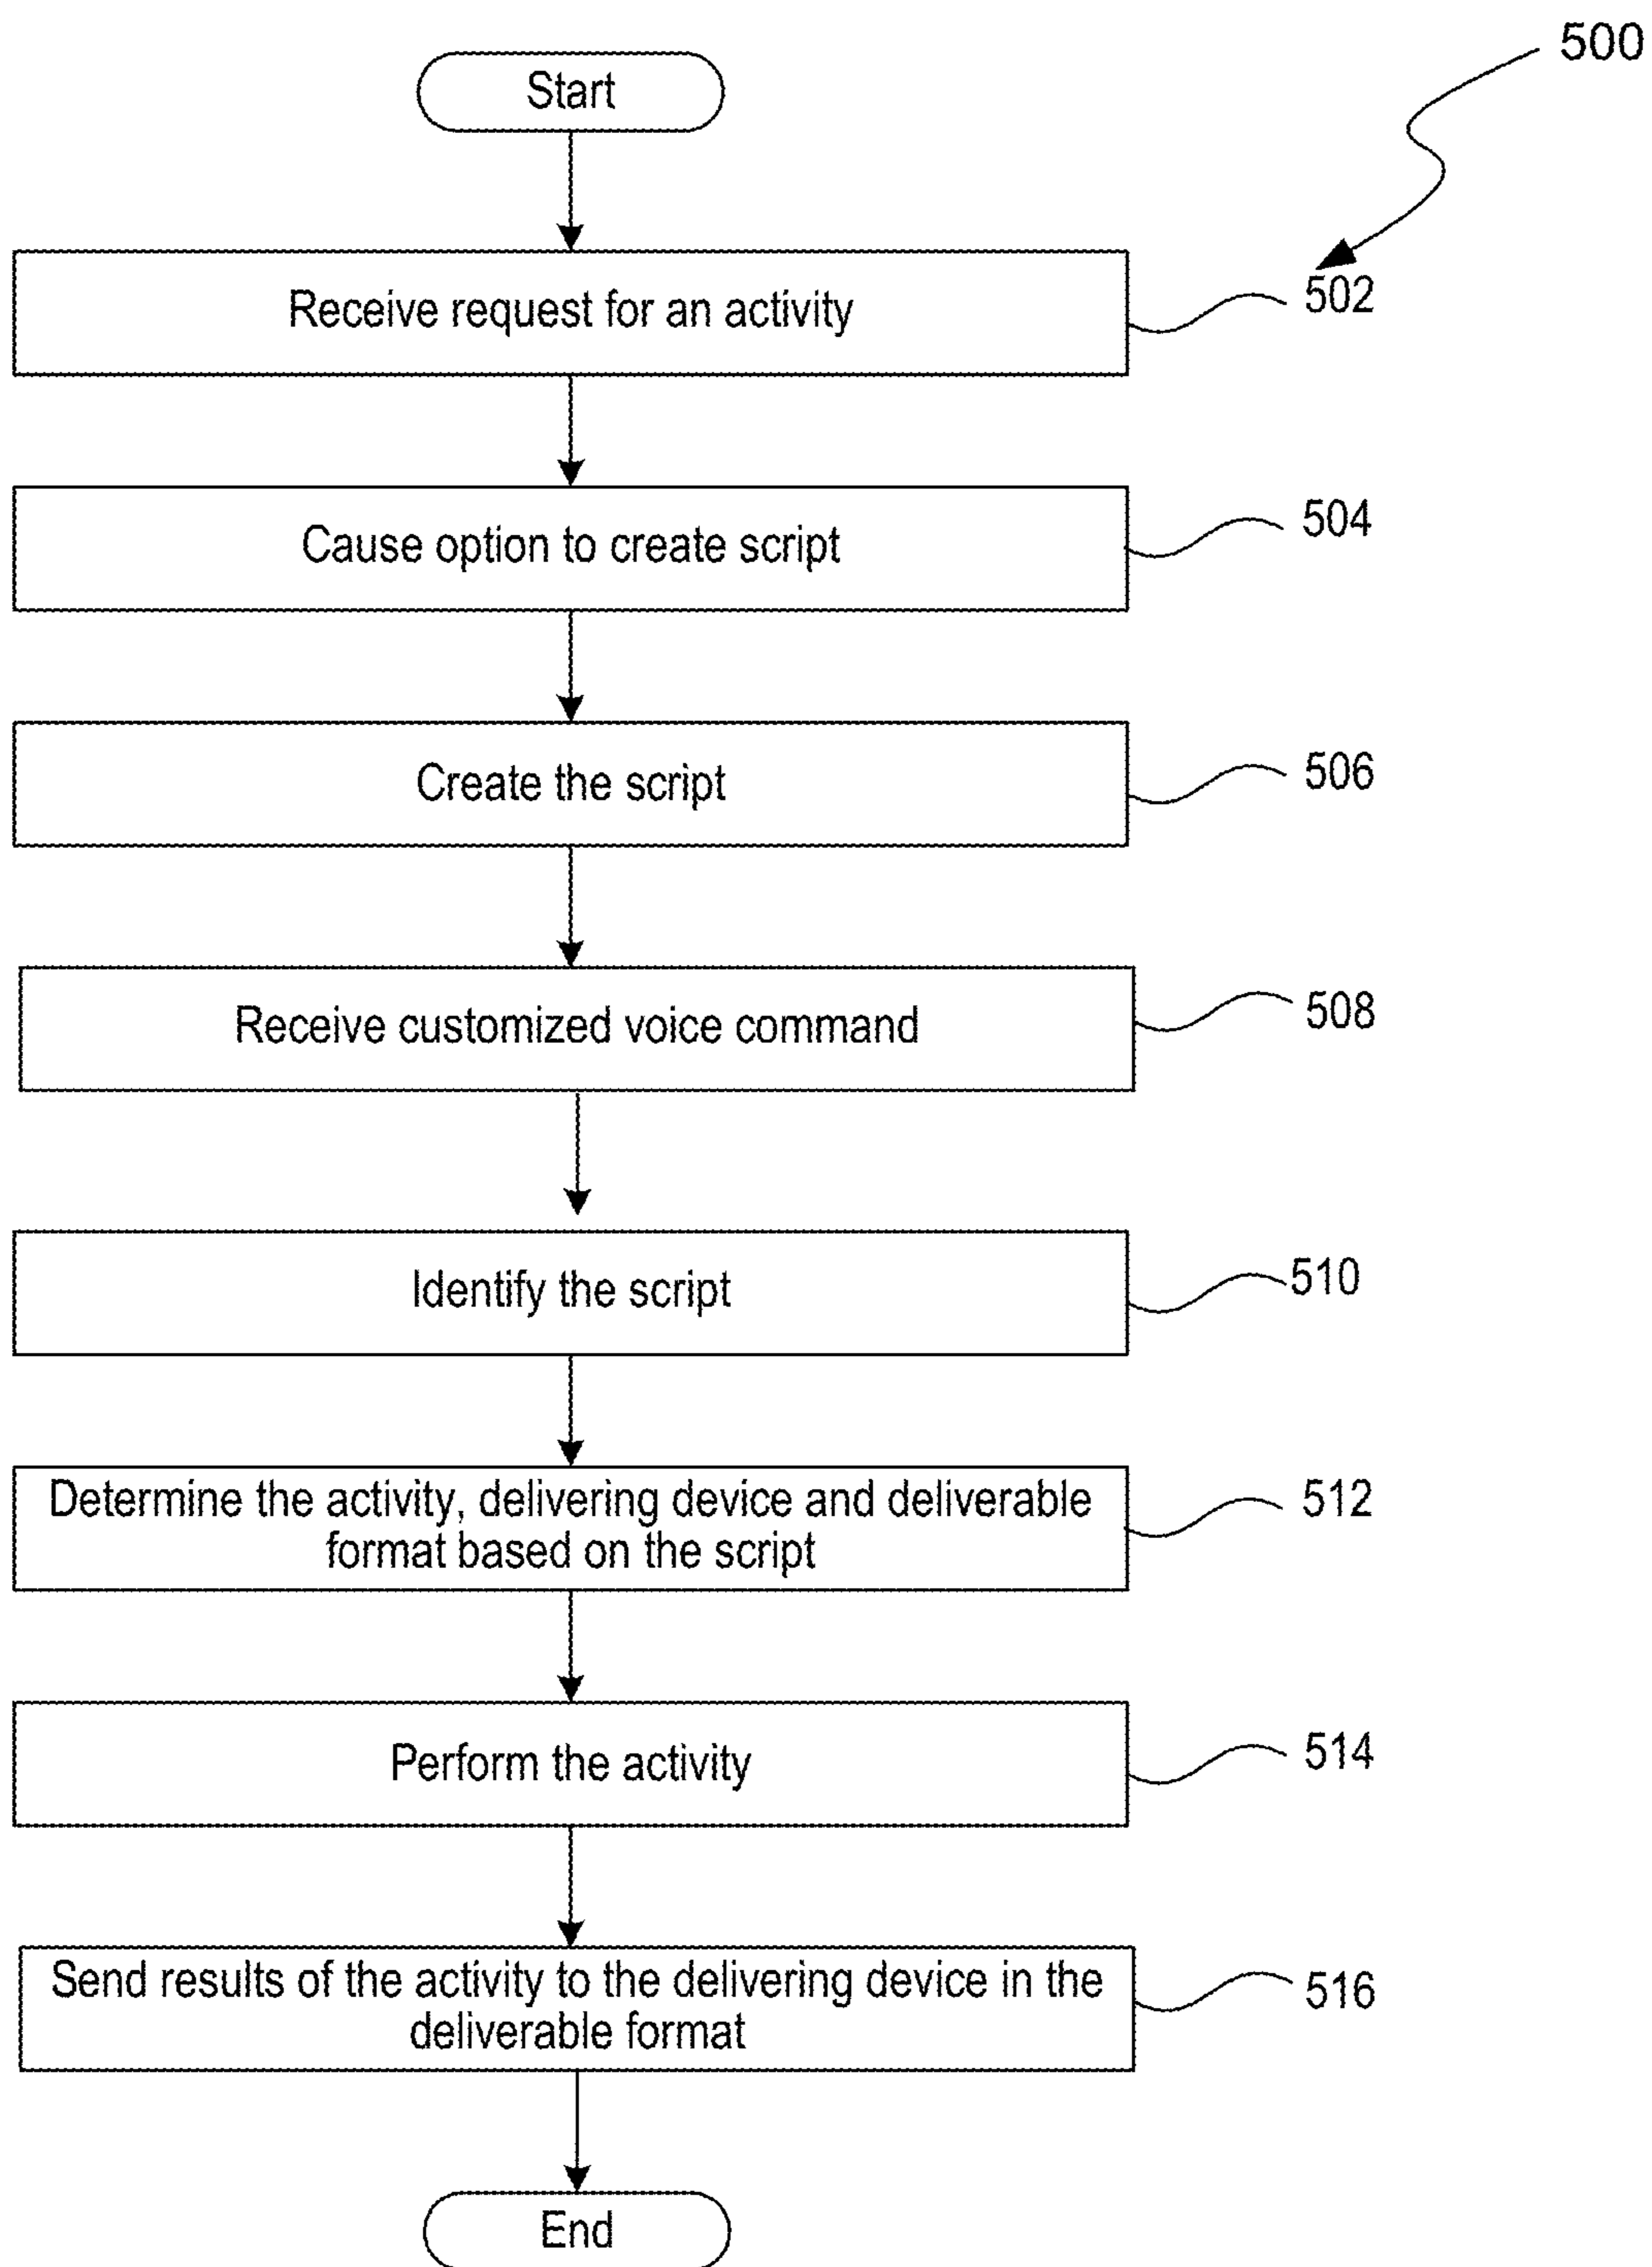 500
Start
Receive request for an activity
502
Cause option to create script
504
Create the script
506
Receive customized voice command
508
Identify the script
510
Determine the activity, delivering device and deliverable
format based on the script
512
Perform the activity
514
Send results of the activity to the delivering device in the
deliverable format
516
End